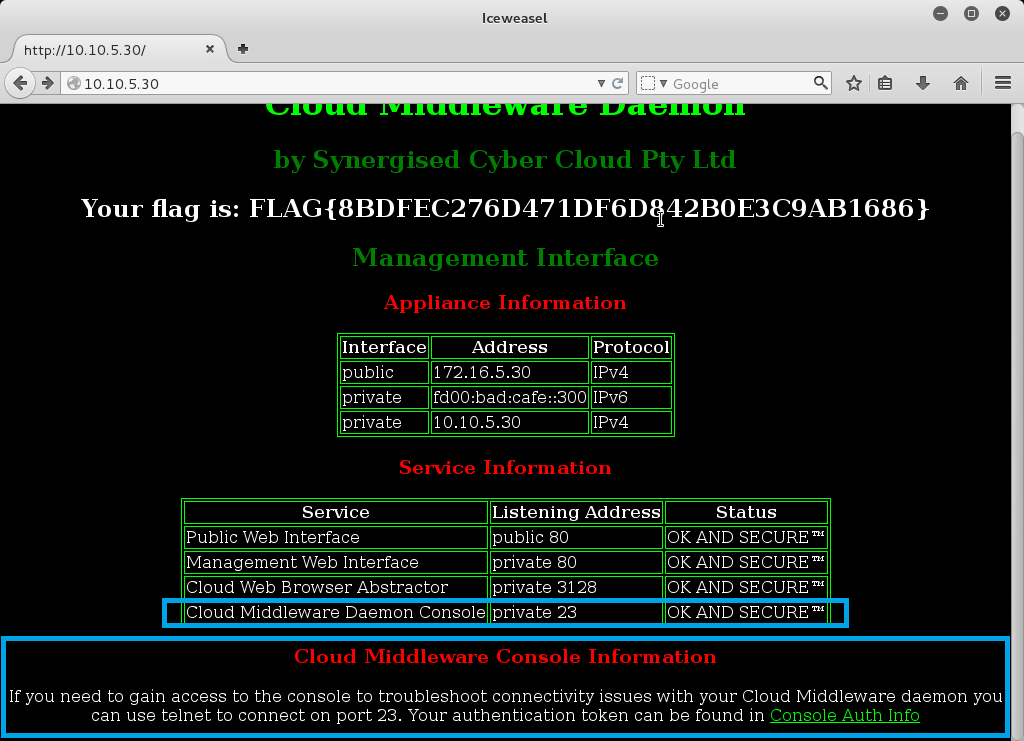 Iceweasel
http://10.10.5.30/
10.10.5.30
Google
Cloud Middleware Daemon
by Synergised Cyber Cloud Pty Ltd
Your flag is: FLAG{8BDFEC276D471DF6D842B0E3C9AB1686}
Management Interface
Appliance Information
Interface Address Protocol
public 172.16.5.30 IPv4
private fd00:bad:cafe::300 IPv6
private 10.10.5.30 IPv4
Service Information
Service Listening Address Status
Public Web Interface public 80 OK AND SECURE™
Management Web Interface private 80 OK AND SECURE™
Cloud Web Browser Abstractor private 3128 OK AND SECURE™
Cloud Middleware Daemon Console private 23 OK AND SECURE™
Cloud Middleware Console Information
If you need to gain access to the console to troubleshoot connectivity issues with your Cloud Middleware daemon you
can use telnet to connect on port 23. Your authentication token can be found in Console Auth Info